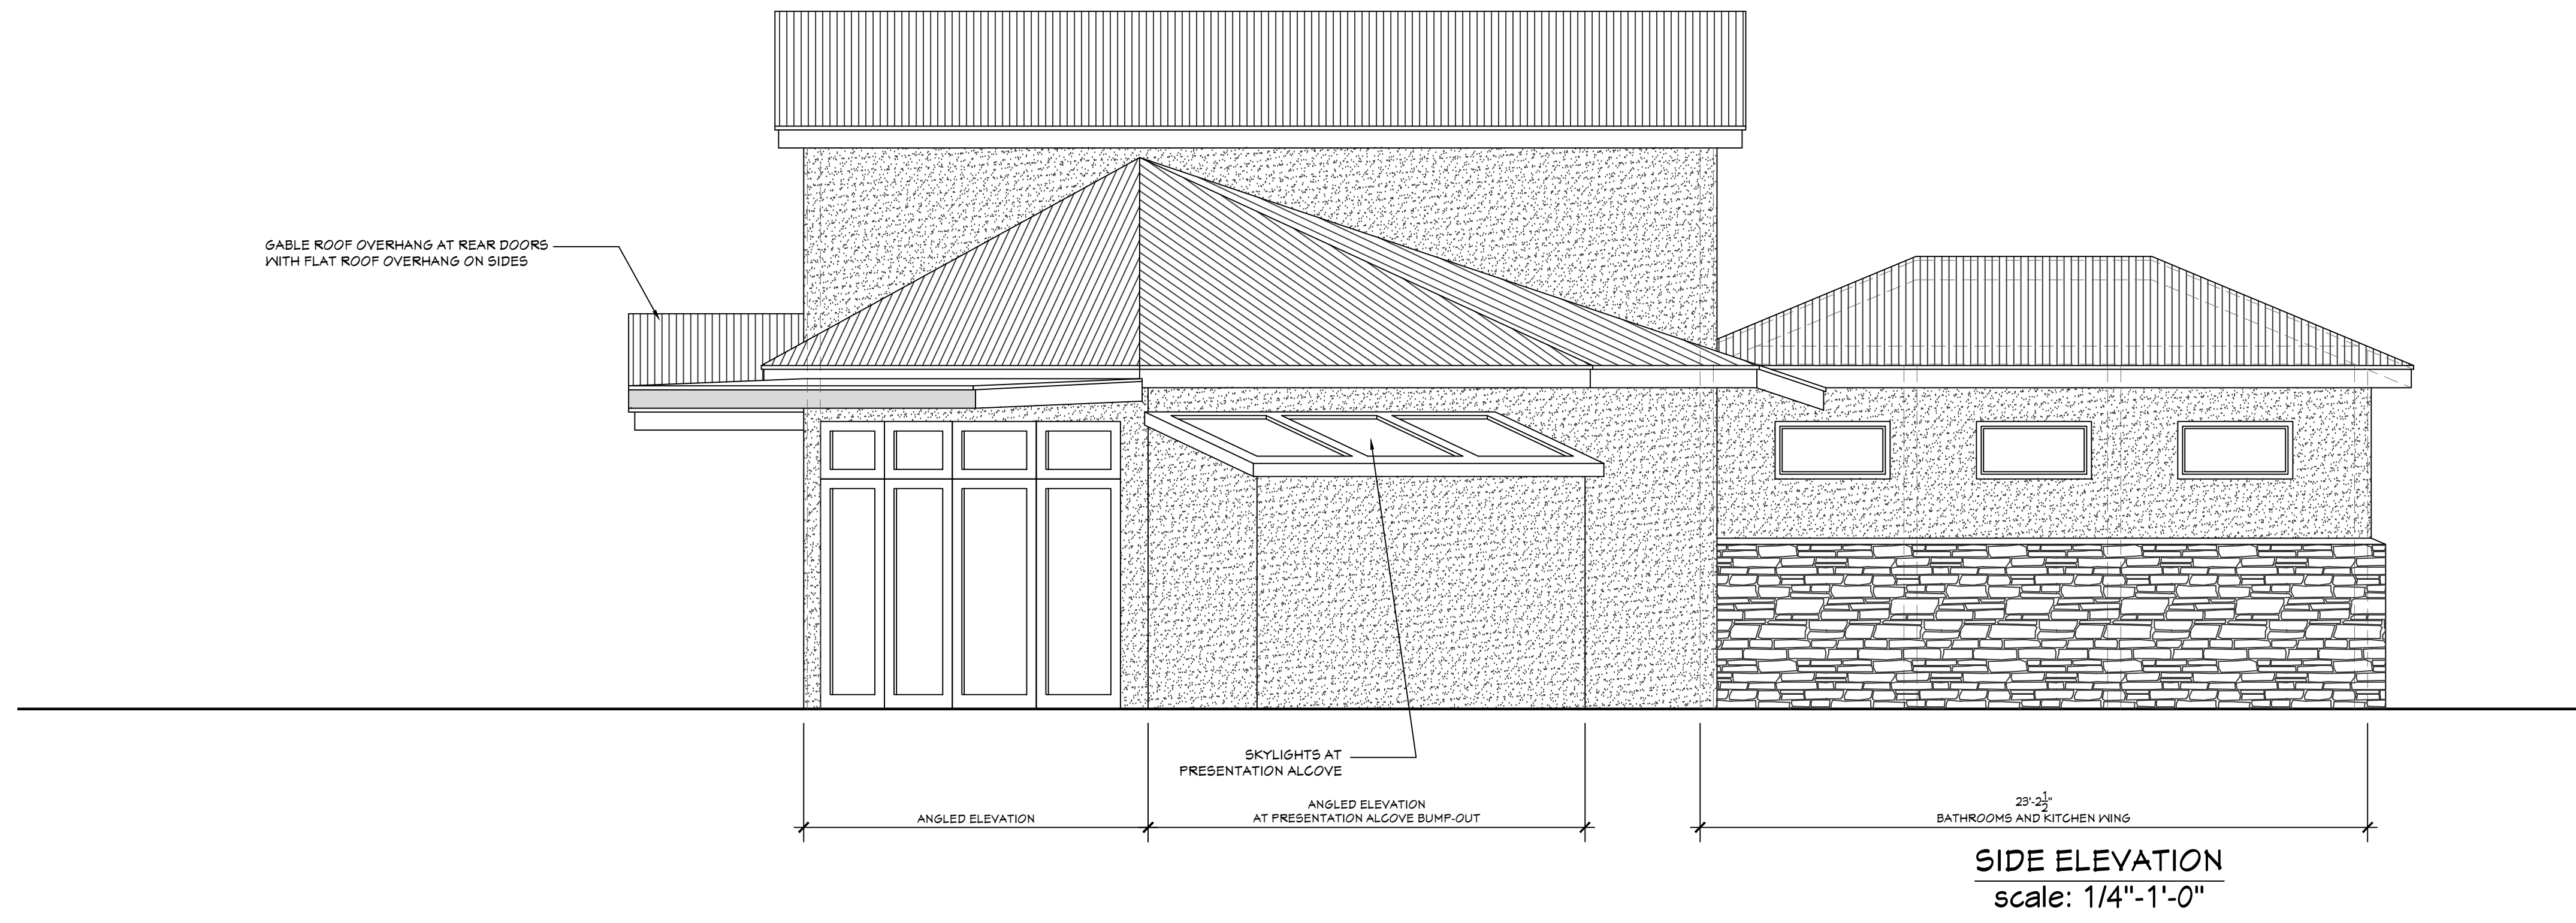 GABLE ROOF OVERHANG AT REAR DOORS
WITH FLAT ROOF OVERHANG ON SIDES
SKYLIGHTS AT
PRESENTATION ALCOVE
ANGLED ELEVATION
ANGLED ELEVATION
AT PRESENTATION ALCOVE BUMP-OUT
23'-2 1/2"
BATHROOMS AND KITCHEN WING
SIDE ELEVATION
scale: 1/4"-1'-0"